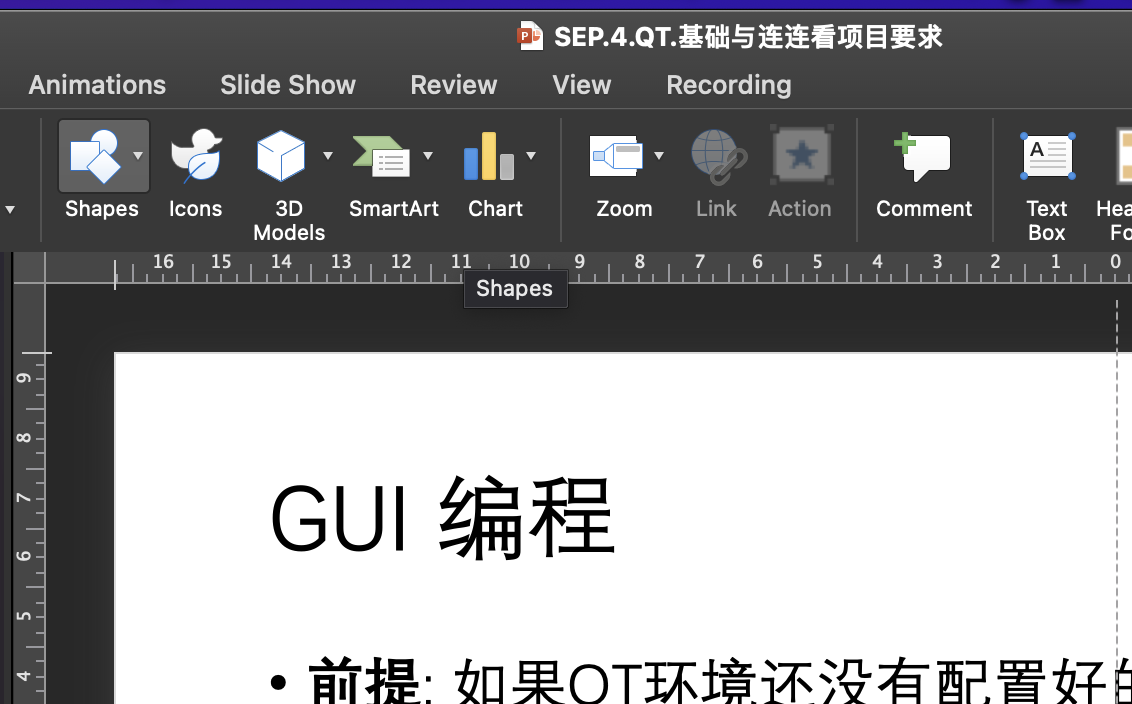 SEP.4.QT.基础与连连看项目要求
Animations Slide Show Review View Recording
Shapes Icons 3D Models SmartArt Chart Zoom Link Action Comment Text Box
16 15 14 13 12 11 10 9 8 7 6 5 4 3 2 1 0
Shapes
9
8
7
6
5
4
GUI 编程
• 前提: 如果QT环境还没有配置好的